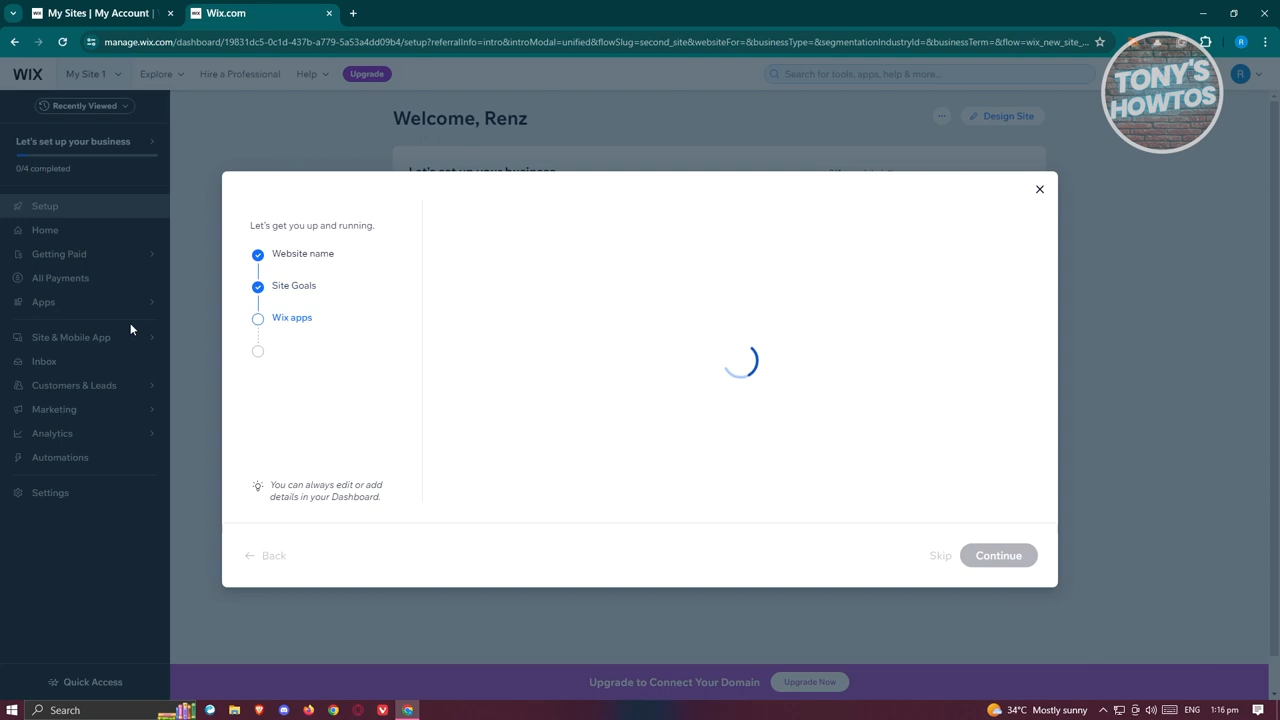 My Sites | My Account |
Wix.com
manage.wix.com/dashboard/19831dc5-0c1d-437b-a779-5a53a4dd09b4/setup?referralInfo=intro&introModal=unified&flowSlug=second_site&websiteFor=&businessType=&segmentationIndustryId=&businessTerm=&flow=wix_new_site_...
R
WIX
My Site 1
Explore
Hire a Professional
Help
Upgrade
Search for tools, apps, help & more...
R
TONY'S
HOWTOS
Recently Viewed
Let's set up your business
0/4 completed
Setup
Home
Getting Paid
All Payments
Apps
Site & Mobile App
Inbox
Customers & Leads
Marketing
Analytics
Automations
Settings
Quick Access
Welcome, Renz
Design Site
Let's set up your business
Let's get you up and running.
Website name
Site Goals
Wix apps
You can always edit or add
details in your Dashboard.
Back
Skip
Continue
Upgrade to Connect Your Domain
Upgrade Now
Search
34°C Mostly sunny
ENG
1:16 pm